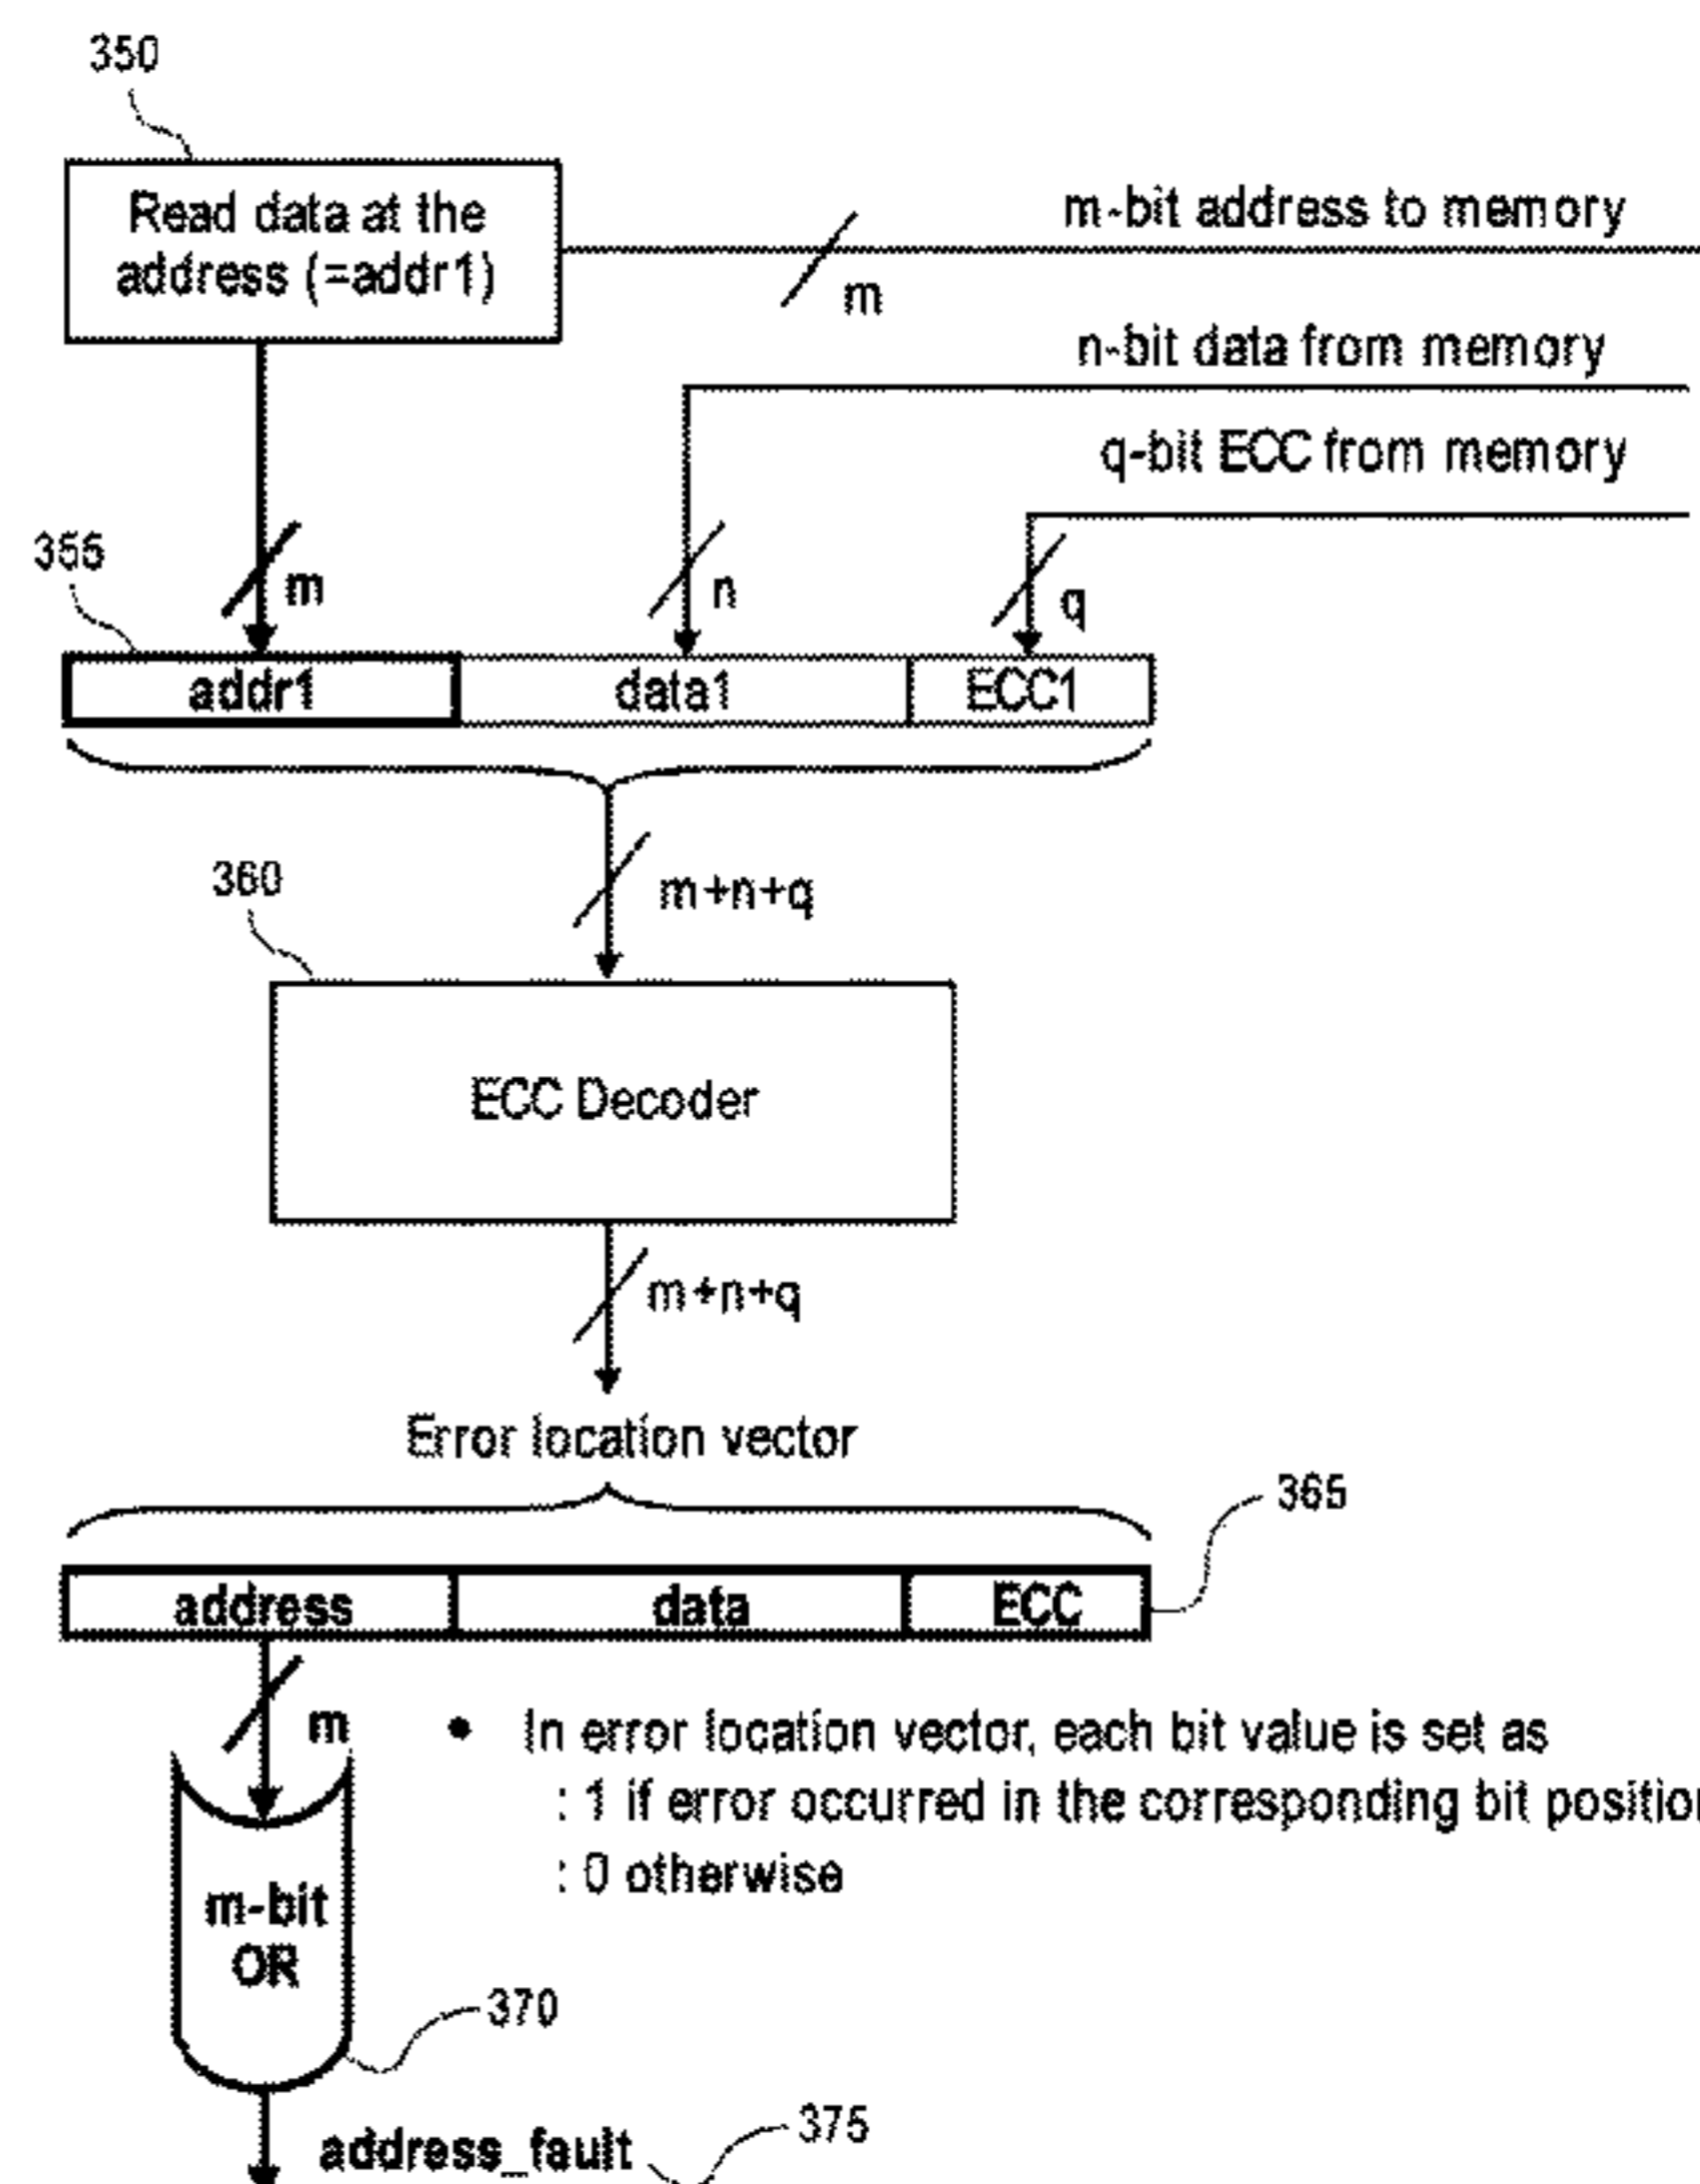 350
Read data at the
address (=addr1)
m-bit address to memory
m
n-bit data from memory
q-bit ECC from memory
355
m
n
q
addr1
data1
ECC1
360
m+n+q
ECC Decoder
m+n+q
Error location vector
365
address
data
ECC
m
• In error location vector, each bit value is set as
: 1 if error occurred in the corresponding bit position
: 0 otherwise
m-bit
OR
370
address_fault
375